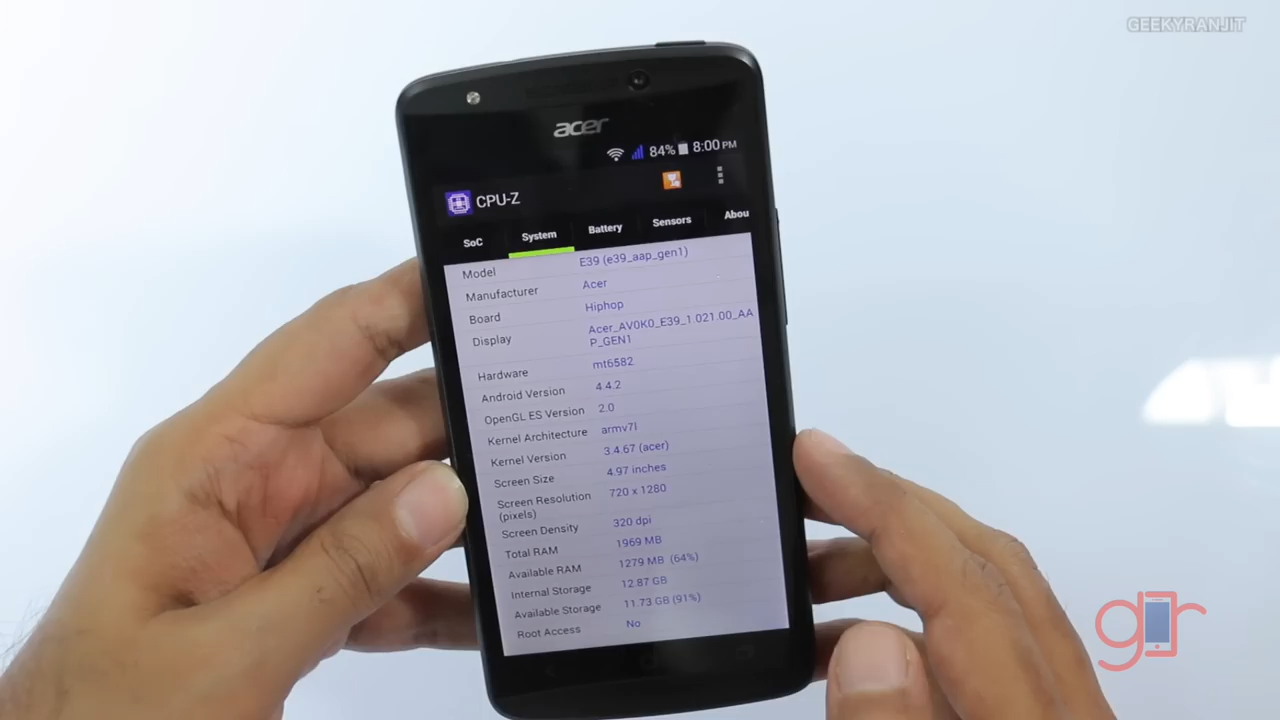 GEEKYRANJIT
acer
84% 8:00 PM
CPU-Z
SoC System Battery Sensors Abou
Model E39 (e39_aap_gen1)
Manufacturer Acer
Board Hiphop
Display Acer_AV0K0_E39_1.021.00_AA
P_GEN1
Hardware mt6582
Android Version 4.4.2
OpenGL ES Version 2.0
Kernel Architecture armv7l
Kernel Version 3.4.67 (acer)
Screen Size 4.97 inches
Screen Resolution 720 x 1280
(pixels)
Screen Density 320 dpi
Total RAM 1969 MB
Available RAM 1279 MB (64%)
Internal Storage 12.87 GB
Available Storage 11.73 GB (91%)
Root Access No
gr